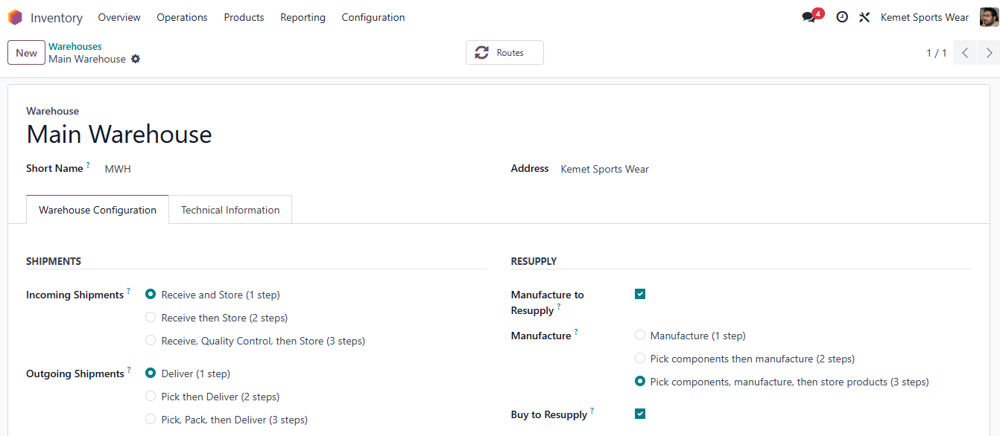 Inventory Overview Operations Products Reporting Configuration 4 Kemet Sports Wear
New Warehouses Routes 1 / 1
Main Warehouse
Warehouse
Main Warehouse
Short Name ? MWH Address Kemet Sports Wear
Warehouse Configuration Technical Information
SHIPMENTS RESUPPLY
Incoming Shipments ? Receive and Store (1 step) Manufacture to
Receive then Store (2 steps) Resupply ?
Receive, Quality Control, then Store (3 steps) Manufacture ? Manufacture (1 step)
Pick components then manufacture (2 steps)
Outgoing Shipments ? Deliver (1 step) Pick components, manufacture, then store products (3 steps)
Pick then Deliver (2 steps)
Pick, Pack, then Deliver (3 steps) Buy to Resupply ?